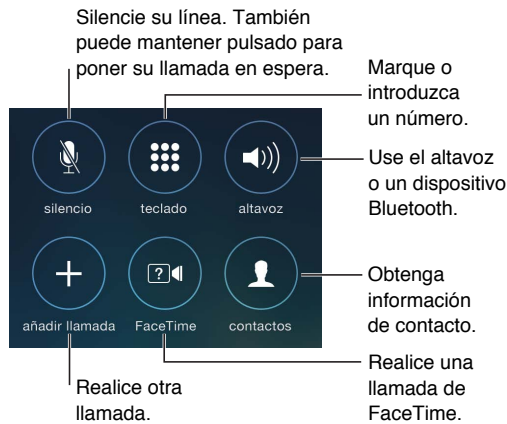 Silencie su línea. También
puede mantener pulsado para
poner su llamada en espera.
Marque o
introduzca
un número.
Use el altavoz
o un dispositivo
Bluetooth.
silencio
teclado
altavoz
?
Obtenga
información
de contacto.
añadir llamada
FaceTime
contactos
Realice otra
llamada.
Realice una
llamada de
FaceTime.